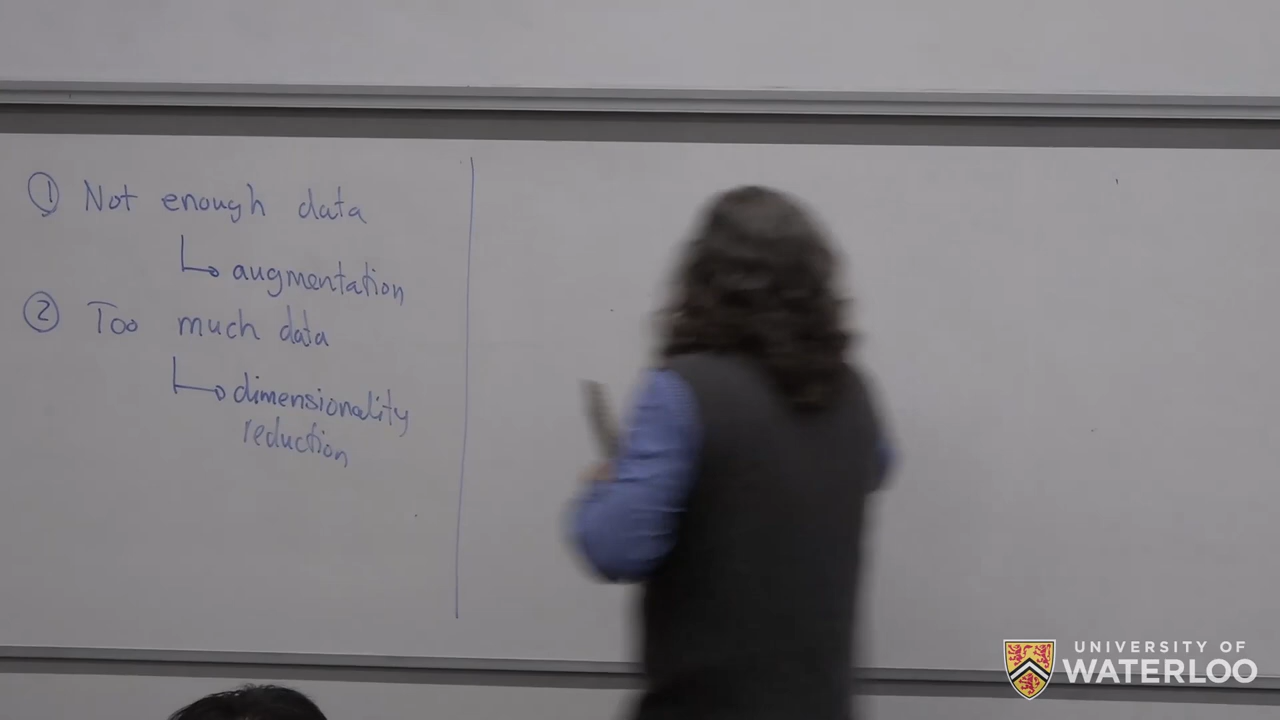 ① Not enough data
↳ augmentation
② Too much data
↳ dimensionality
reduction
UNIVERSITY OF
WATERLOO